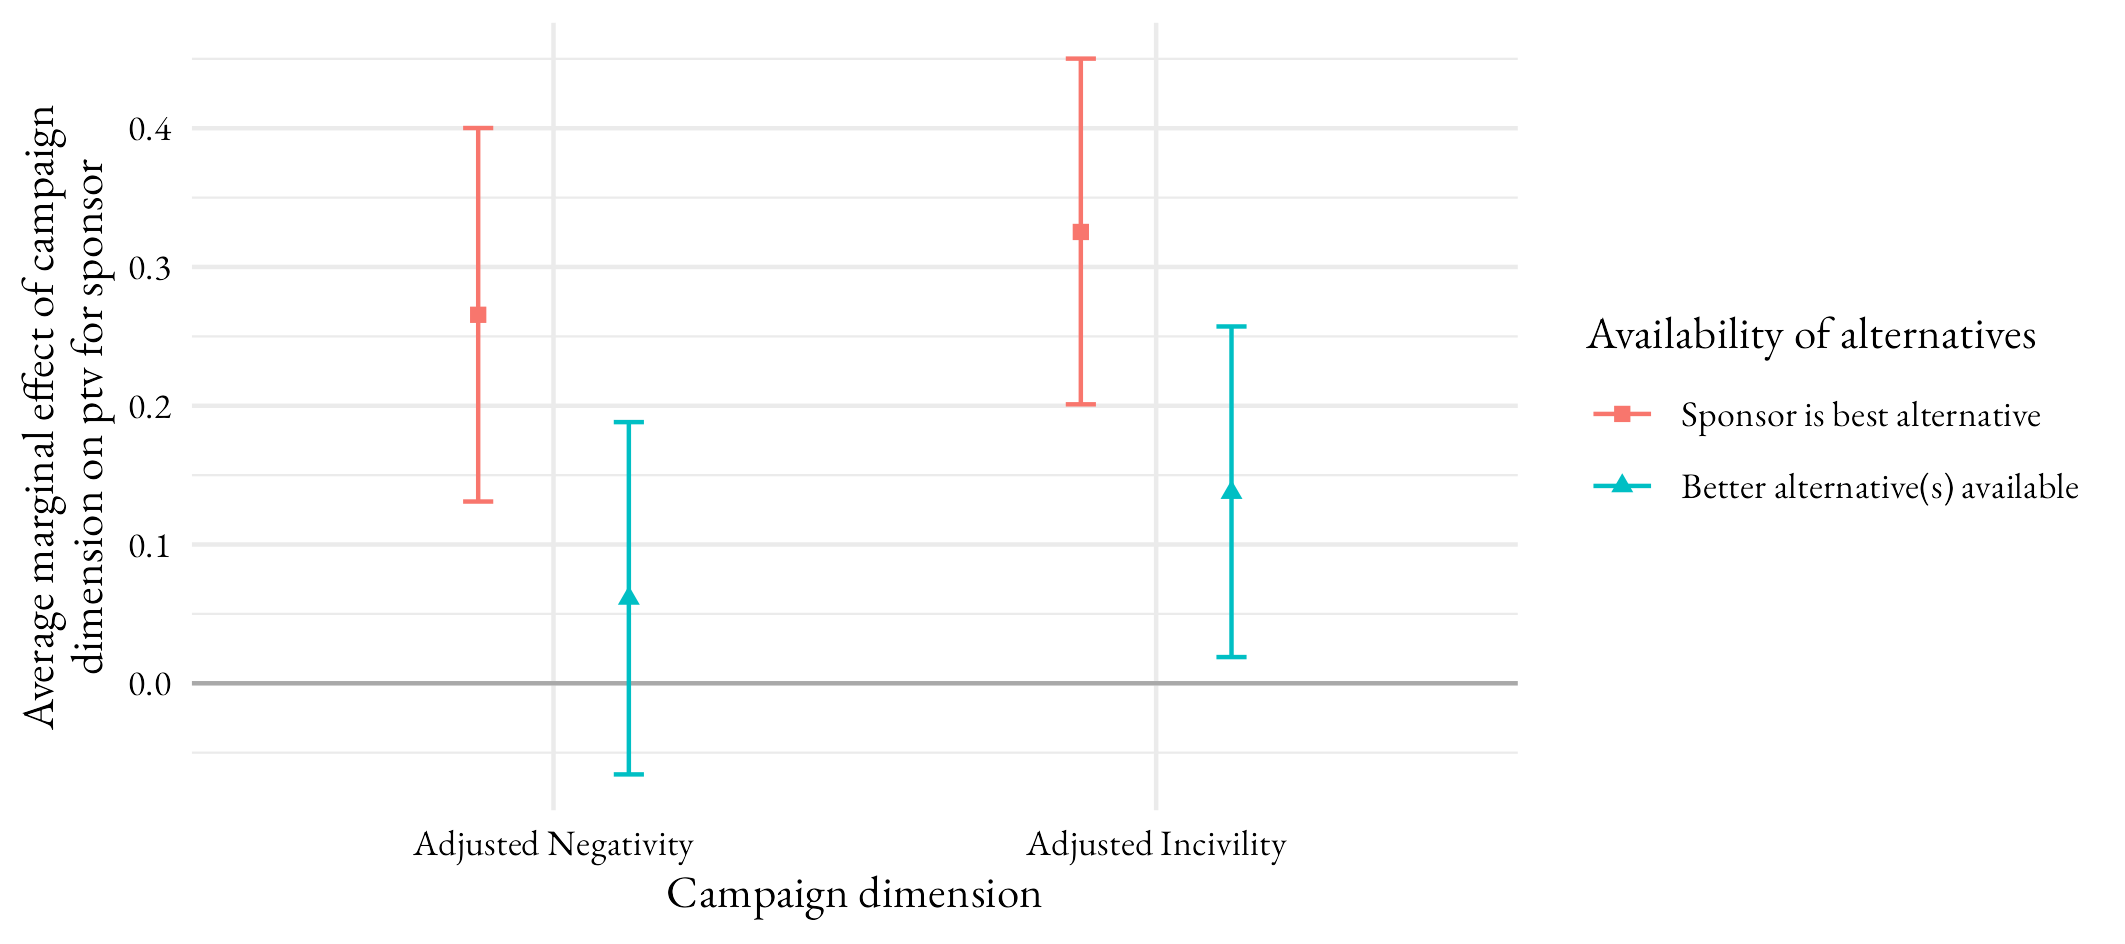 Average marginal effect of campaign
dimension on ptv for sponsor
0.4
0.3
0.2
0.1
0.0
Adjusted Negativity
Adjusted Incivility
Campaign dimension
Availability of alternatives
Sponsor is best alternative
Better alternative(s) available